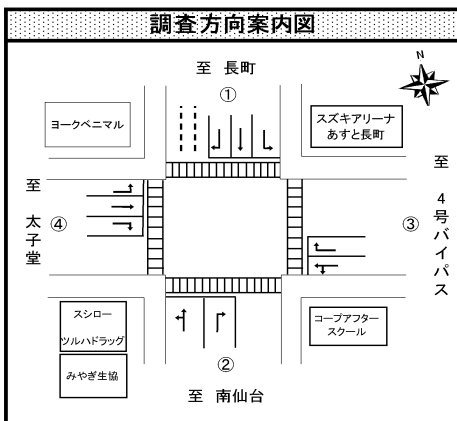 調査方向案内図
至 長町
N
①
ヨークベニマル
スズキアリーナ
あすと長町
至 太子堂
④
③
至 4号バイパス
スシロー
ツルハドラッグ
みやぎ生協
コープアフター
スクール
②
至 南仙台